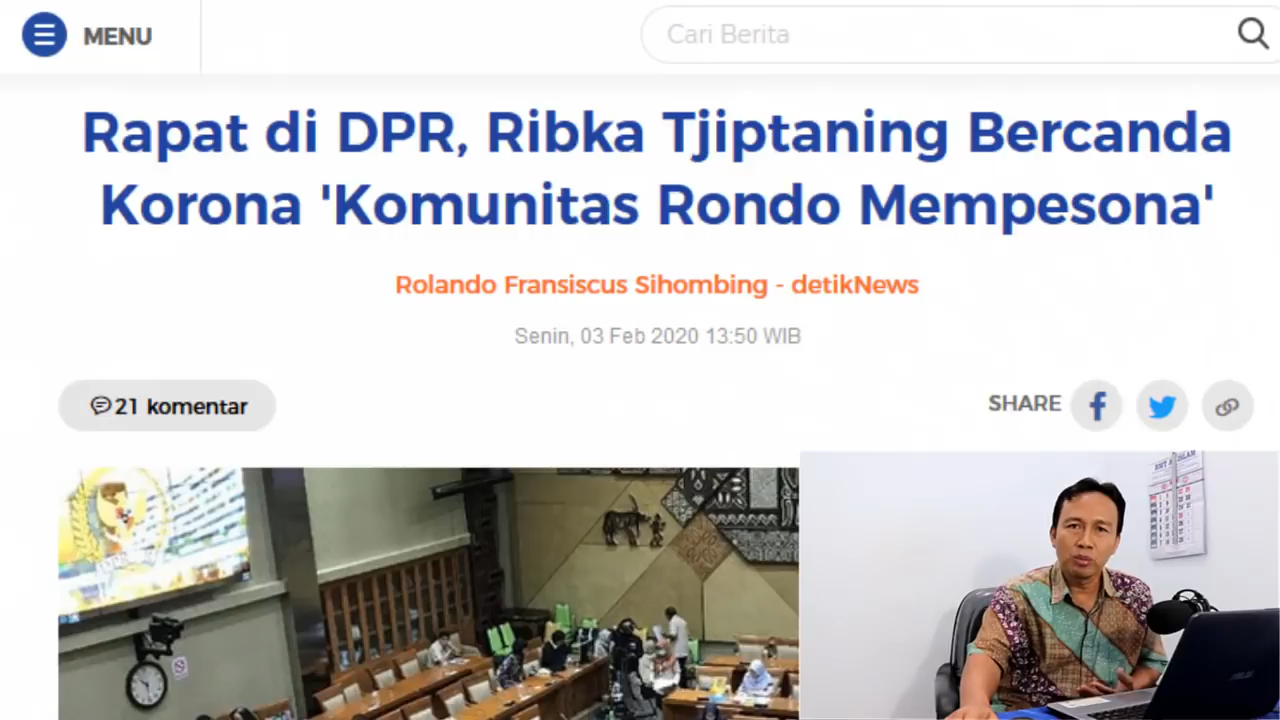 MENU
Cari Berita
Rapat di DPR, Ribka Tjiptaning Bercanda
Korona 'Komunitas Rondo Mempesona'
Rolando Fransiscus Sihombing - detikNews
Senin, 03 Feb 2020 13:50 WIB
21 komentar
SHARE